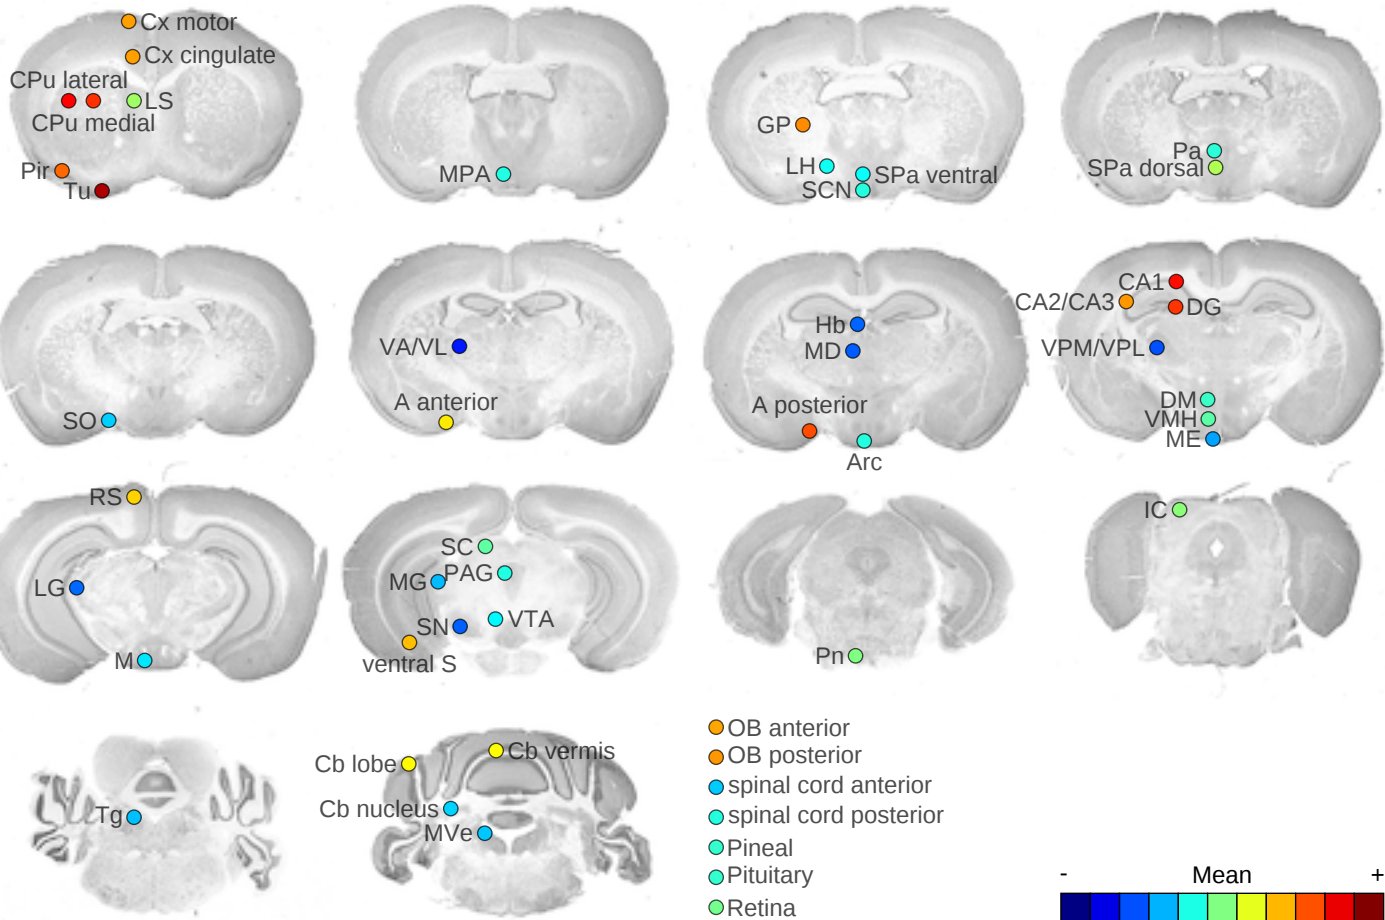 Cx motor
Cx cingulate
CPu lateral
LS
CPu medial
Pir
Tu
MPA
GP
LH
SPa ventral
SCN
Pa
SPa dorsal
SO
VA/VL
A anterior
Hb
MD
A posterior
Arc
CA1
CA2/CA3
DG
VPM/VPL
DM
VMH
ME
RS
LG
M
SC
MG
PAG
SN
VTA
ventral S
Pn
IC
Tg
Cb lobe
Cb vermis
Cb nucleus
MVe
OB anterior
OB posterior
spinal cord anterior
spinal cord posterior
Pineal
Pituitary
Retina
- Mean +